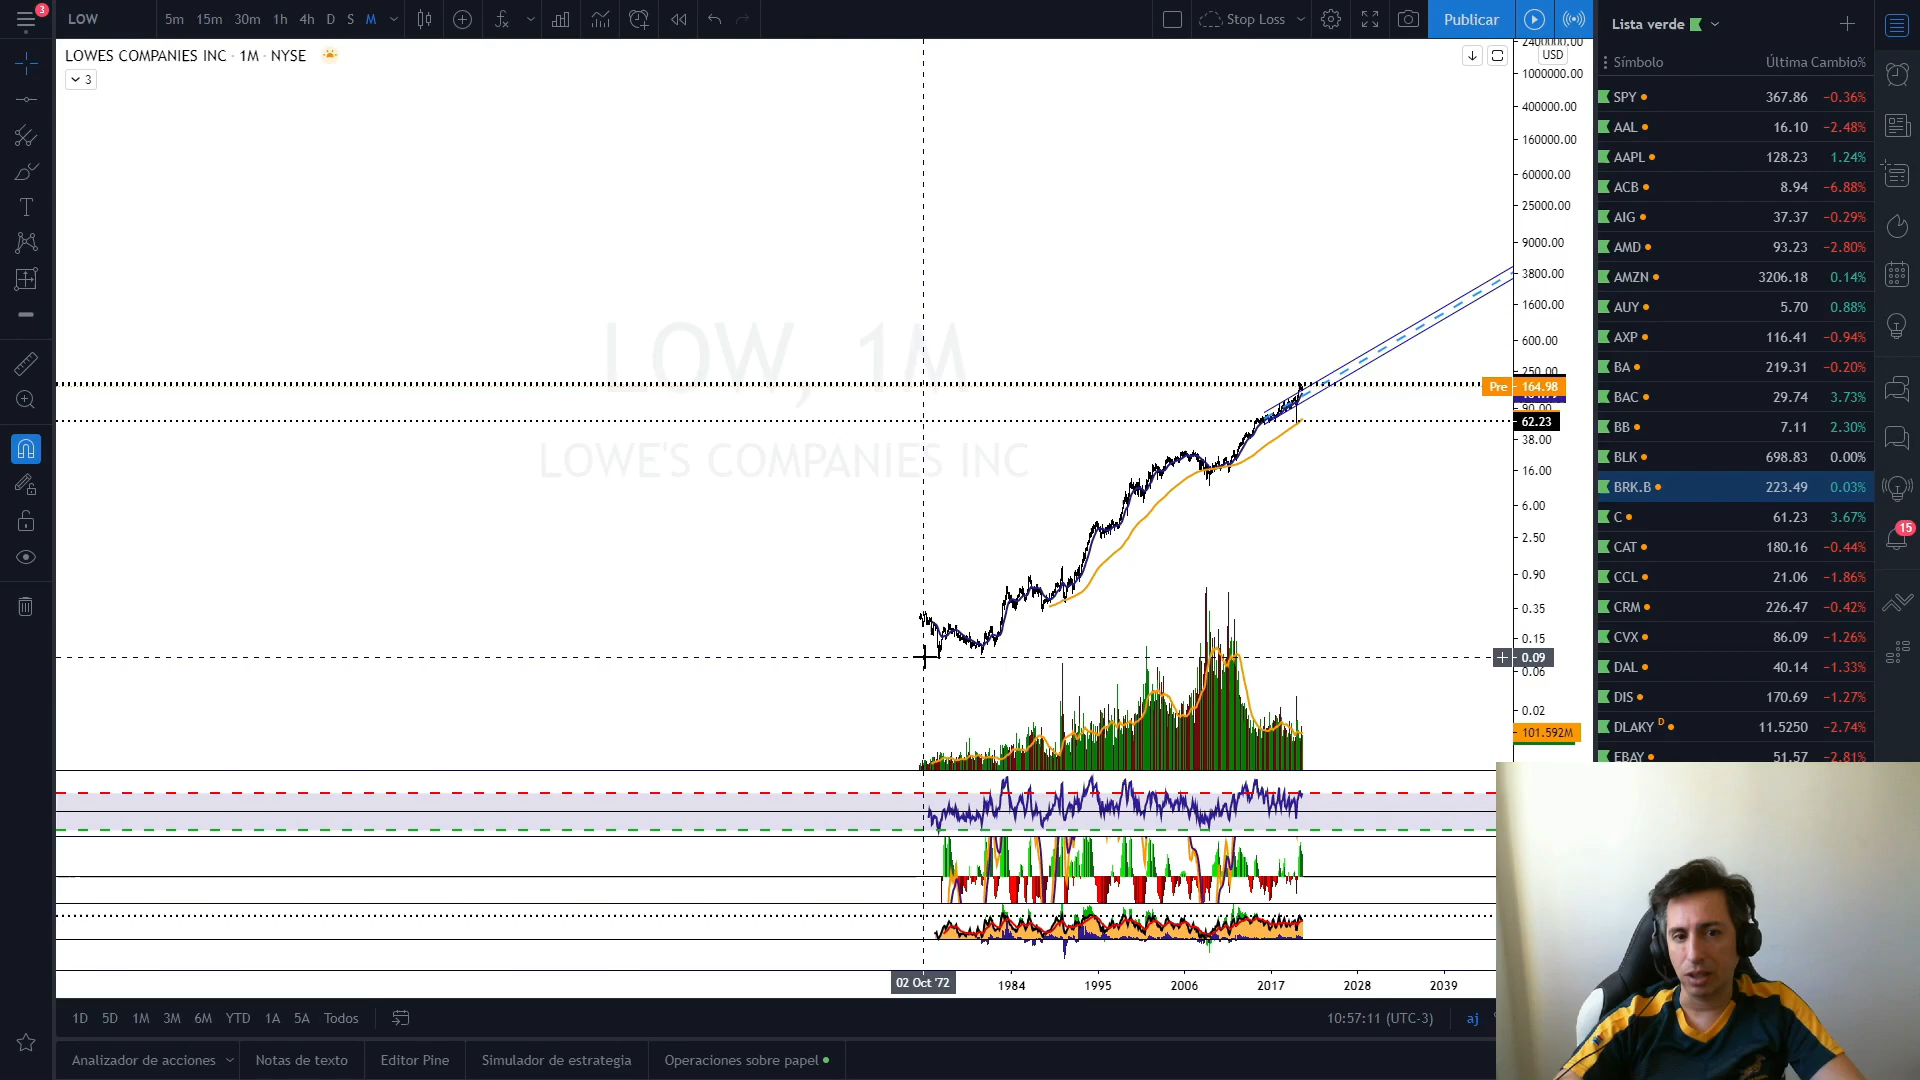 3
LOW
5m 15m 30m 1h 4h D S M
Stop Loss
Publicar
Lista verde
LOWES COMPANIES INC · 1M · NYSE
3
USD
Símbolo Última Cambio%
SPY 367.86 −0.36%
AAL 16.10 −2.48%
AAPL 128.23 1.24%
ACB 8.94 −6.88%
AIG 37.37 −0.29%
AMD 93.23 −2.80%
AMZN 3206.18 0.14%
AUY 5.70 0.88%
AXP 116.41 −0.94%
BA 219.31 −0.20%
BAC 29.74 3.73%
BB 7.11 2.30%
BLK 698.83 0.00%
BRK.B 223.49 0.03%
C 61.23 3.67%
CAT 180.16 −0.44%
CCL 21.06 −1.86%
CRM 226.47 −0.42%
CVX 86.09 −1.26%
DAL 40.14 −1.33%
DIS 170.69 −1.27%
DLAKY D 11.5250 −2.74%
EBAY 51.57 −2.81%
15
2400000.00
1000000.00
400000.00
160000.00
60000.00
25000.00
9000.00
3800.00
1600.00
600.00
250.00
Pre 164.98
90.00
62.23
38.00
16.00
6.00
2.50
0.90
0.35
0.15
0.09
0.06
0.02
101.592M
LOW, 1M
LOWE'S COMPANIES INC
02 Oct '72 1984 1995 2006 2017 2028 2039
1D 5D 1M 3M 6M YTD 1A 5A Todos
10:57:11 (UTC-3) aj
Analizador de acciones Notas de texto Editor Pine Simulador de estrategia Operaciones sobre papel